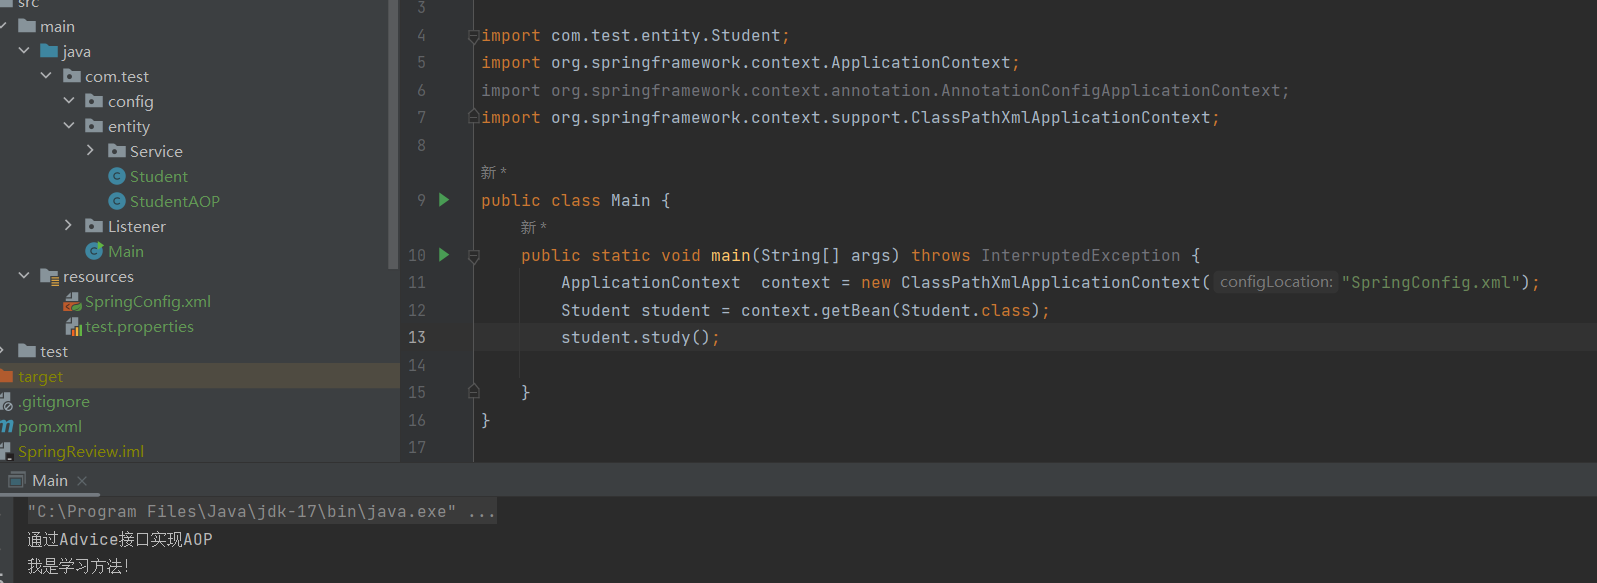 src
main
java
com.test
config
entity
Service
Student
StudentAOP
Listener
Main
resources
SpringConfig.xml
test.properties
test
target
.gitignore
pom.xml
SpringReview.iml
3
4 import com.test.entity.Student;
5 import org.springframework.context.ApplicationContext;
6 import org.springframework.context.annotation.AnnotationConfigApplicationContext;
7 import org.springframework.context.support.ClassPathXmlApplicationContext;
8
新 *
9 public class Main {
新 *
10 public static void main(String[] args) throws InterruptedException {
11 ApplicationContext  context = new ClassPathXmlApplicationContext( configLocation: "SpringConfig.xml");
12 Student student = context.getBean(Student.class);
13 student.study();
14
15 }
16 }
17
Main
"C:\Program Files\Java\jdk-17\bin\java.exe" ...
通过Advice接口实现AOP
我是学习方法!